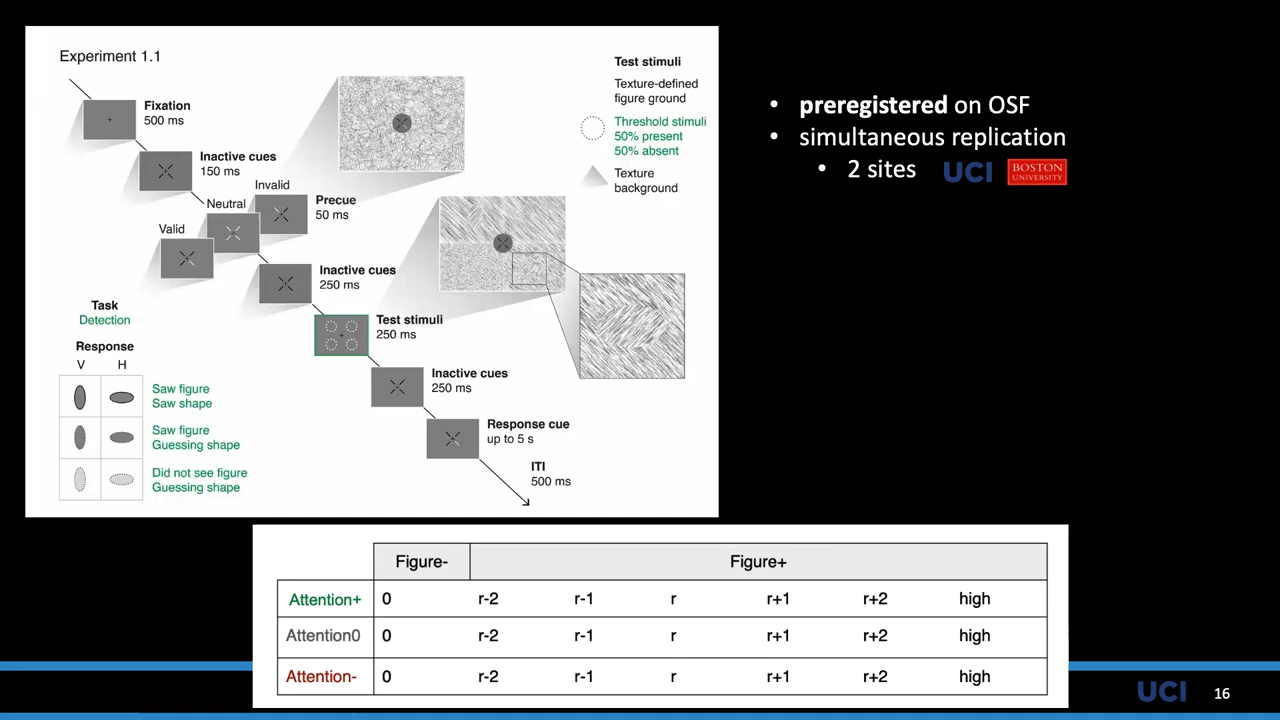 Experiment 1.1
Fixation
500 ms
Inactive cues
150 ms
Invalid
Neutral
Valid
Precue
50 ms
Inactive cues
250 ms
Test stimuli
250 ms
Inactive cues
250 ms
Response cue
up to 5 s
ITI
500 ms
Task
Detection
Response
V H
Saw figure
Saw shape
Saw figure
Guessing shape
Did not see figure
Guessing shape
Test stimuli
Texture-defined
figure ground
Threshold stimuli
50% present
50% absent
Texture
background
• preregistered on OSF
• simultaneous replication
• 2 sites UCI BOSTON
UNIVERSITY
Figure- Figure+
Attention+ 0 r-2 r-1 r r+1 r+2 high
Attention0 0 r-2 r-1 r r+1 r+2 high
Attention- 0 r-2 r-1 r r+1 r+2 high
UCI 16